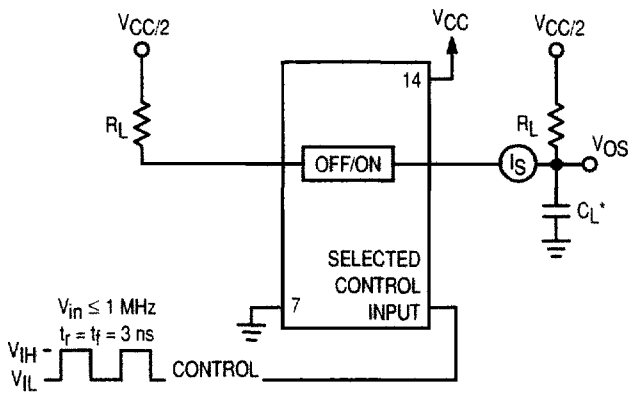 VCC/2
VCC
VCC/2
14
RL
RL
VOS
OFF/ON
IS
CL*
SELECTED
CONTROL
INPUT
7
Vin ≤ 1 MHz
tr = tf = 3 ns
VIH
VIL
CONTROL